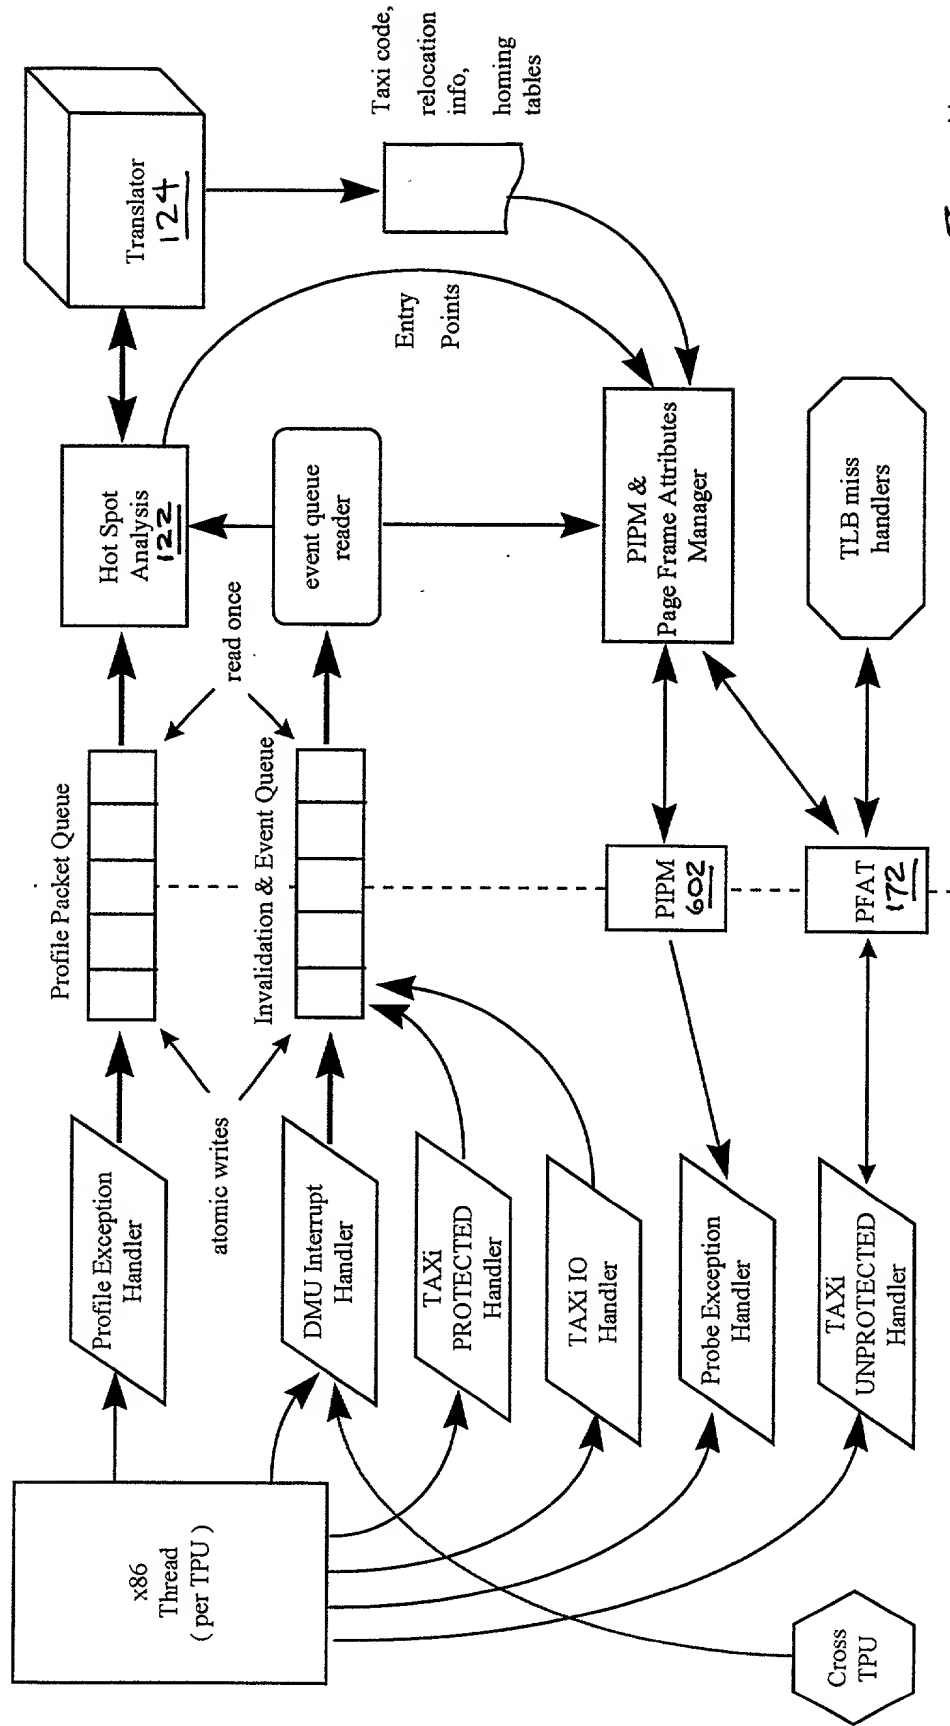 x86
Thread
( per TPU )
Cross
TPU
Profile Exception
Handler
atomic writes
DMU Interrupt
Handler
TAXi
PROTECTED
Handler
TAXi IO
Handler
Probe Exception
Handler
TAXi
UNPROTECTED
Handler
Profile Packet Queue
Invalidation & Event Queue
read once
PIPM
602
PFAT
172
Hot Spot
Analysis
122
event queue
reader
PIPM &
Page Frame Attributes
Manager
TLB miss
handlers
Entry
Points
Translator
124
Taxi code,
relocation
info,
homing
tables